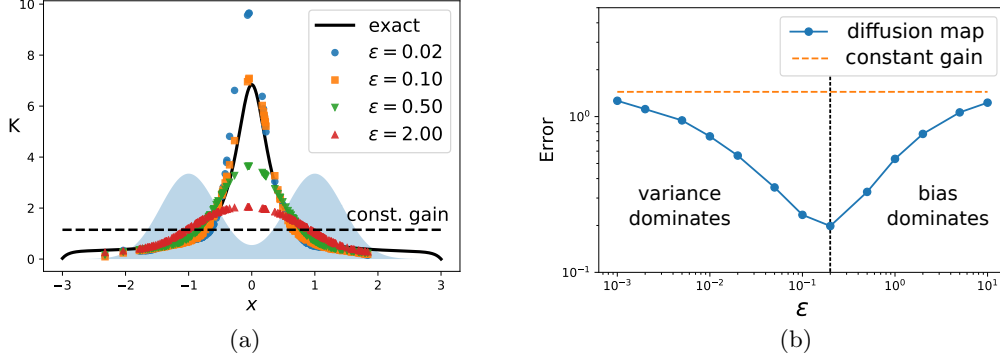 10
8
6
4
2
0
K
exact
ε = 0.02
ε = 0.10
ε = 0.50
ε = 2.00
const. gain
−3 −2 −1 0 1 2 3
x
(a)
diffusion map
constant gain
Error
10⁰
10⁻¹
variance
dominates
bias
dominates
10⁻³ 10⁻² 10⁻¹ 10⁰ 10¹
ε
(b)